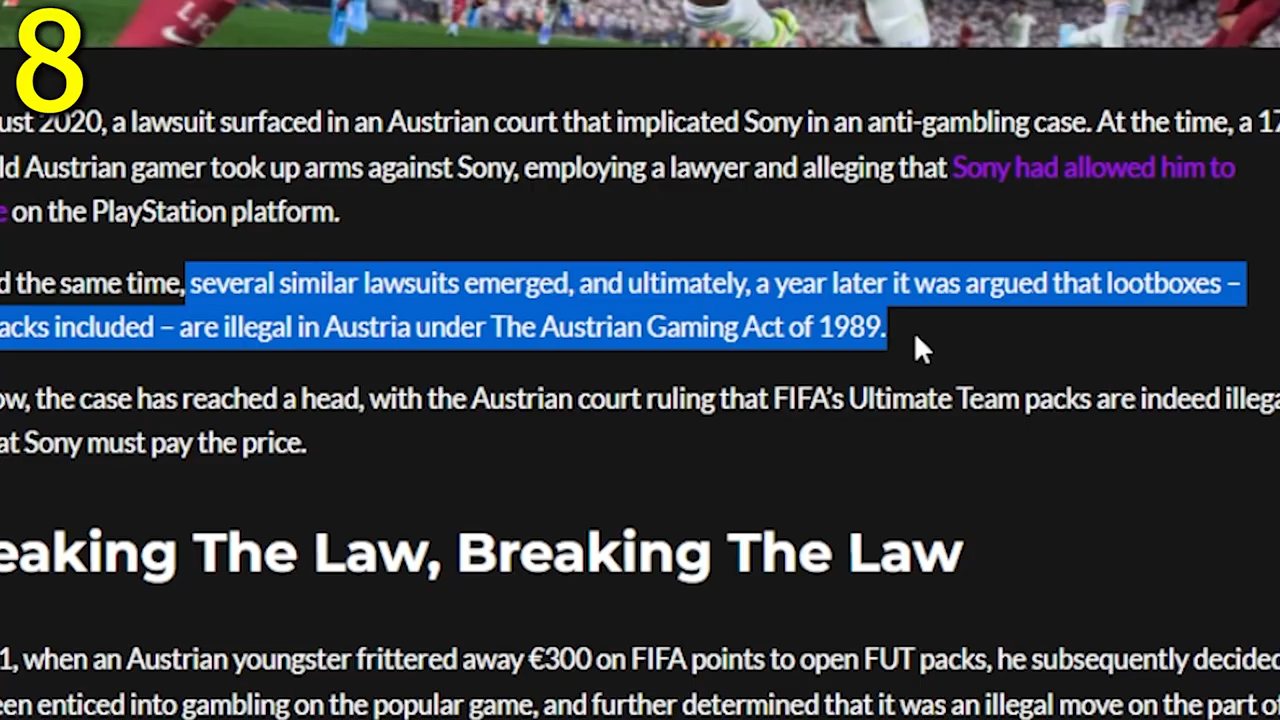 8
ust 2020, a lawsuit surfaced in an Austrian court that implicated Sony in an anti-gambling case. At the time, a 17
ld Austrian gamer took up arms against Sony, employing a lawyer and alleging that Sony had allowed him to
e on the PlayStation platform.
d the same time, several similar lawsuits emerged, and ultimately, a year later it was argued that lootboxes –
acks included – are illegal in Austria under The Austrian Gaming Act of 1989.
ow, the case has reached a head, with the Austrian court ruling that FIFA's Ultimate Team packs are indeed illega
at Sony must pay the price.
eaking The Law, Breaking The Law
1, when an Austrian youngster frittered away €300 on FIFA points to open FUT packs, he subsequently decided
een enticed into gambling on the popular game, and further determined that it was an illegal move on the part of